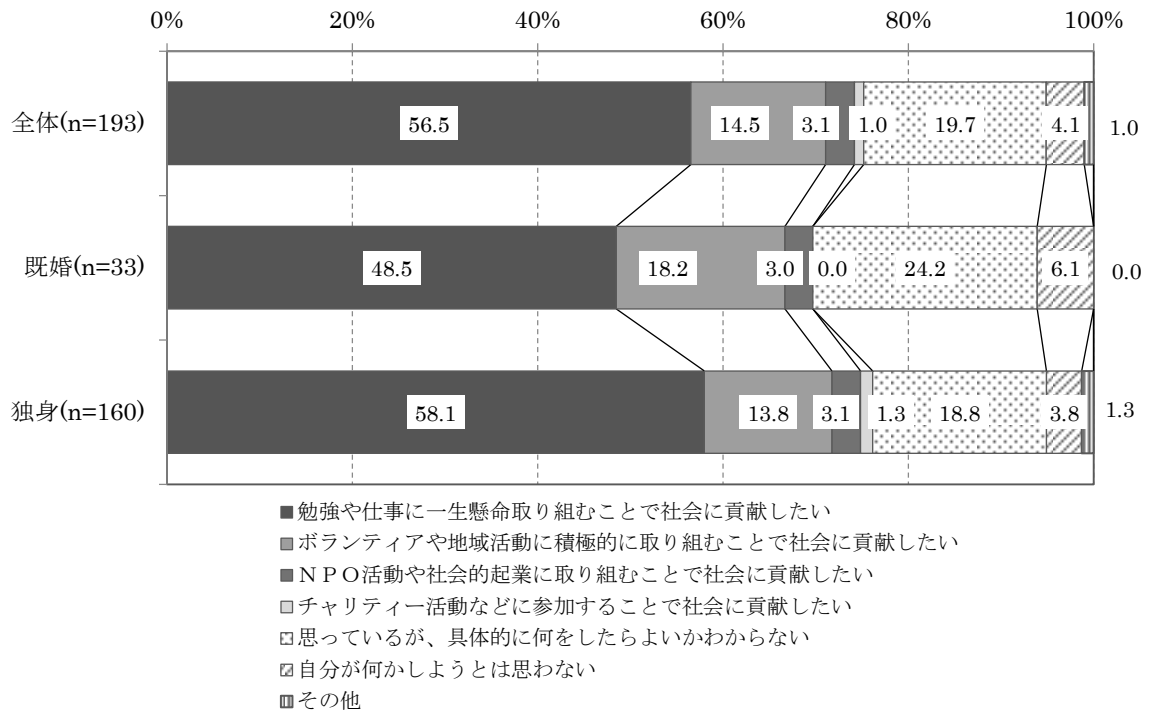 0% 20% 40% 60% 80% 100%
全体(n=193) 56.5 14.5 3.1 1.0 19.7 4.1 1.0
既婚(n=33) 48.5 18.2 3.0 0.0 24.2 6.1 0.0
独身(n=160) 58.1 13.8 3.1 1.3 18.8 3.8 1.3
勉強や仕事に一生懸命取り組むことで社会に貢献したい
ボランティアや地域活動に積極的に取り組むことで社会に貢献したい
ＮＰＯ活動や社会的起業に取り組むことで社会に貢献したい
チャリティー活動などに参加することで社会に貢献したい
思っているが、具体的に何をしたらよいかわからない
自分が何かしようとは思わない
その他